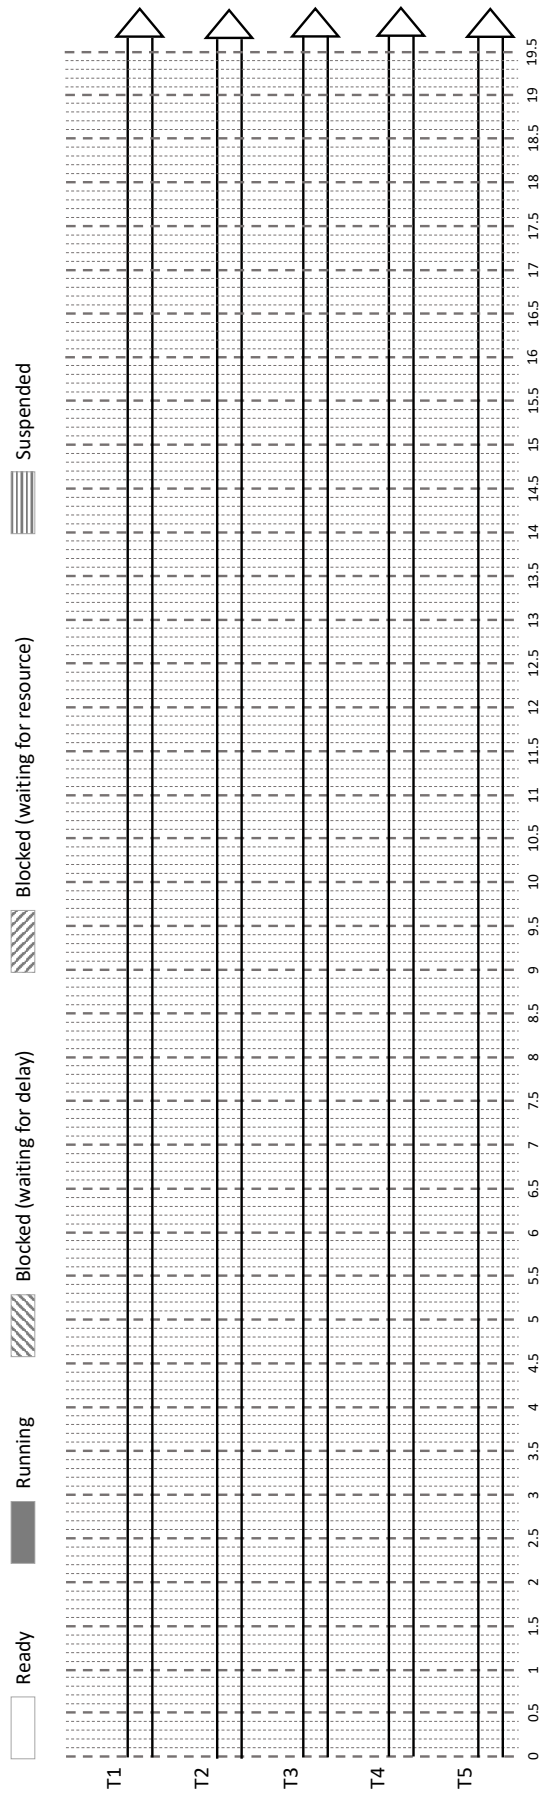 Ready Running Blocked (waiting for delay) Blocked (waiting for resource) Suspended
T1
T2
T3
T4
T5
0 0.5 1 1.5 2 2.5 3 3.5 4 4.5 5 5.5 6 6.5 7 7.5 8 8.5 9 9.5 10 10.5 11 11.5 12 12.5 13 13.5 14 14.5 15 15.5 16 16.5 17 17.5 18 18.5 19 19.5